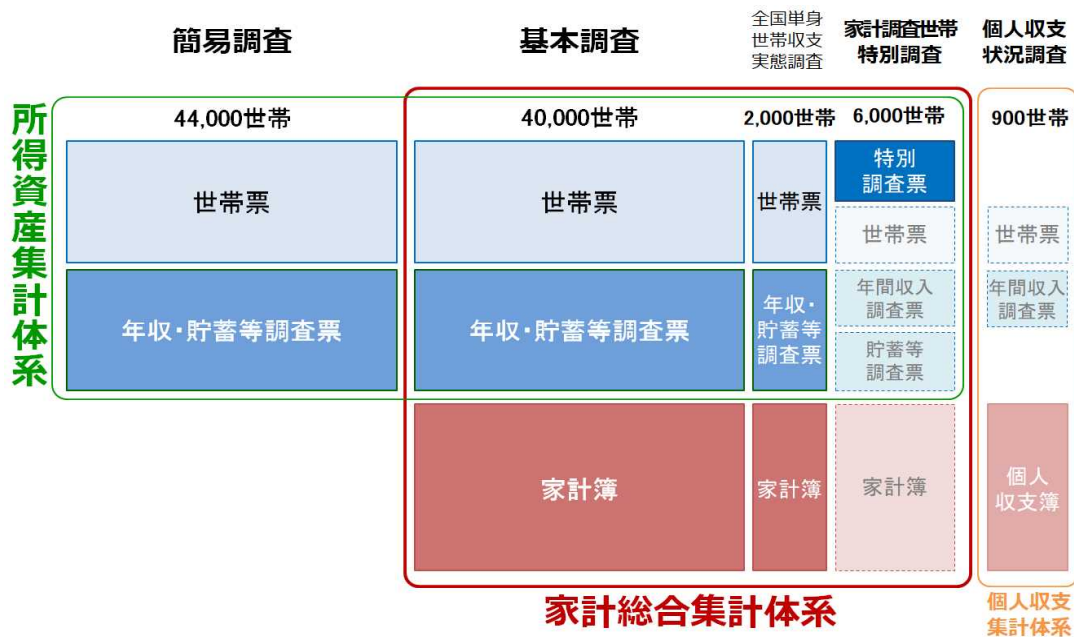 簡易調査
基本調査
全国単身
世帯収支
実態調査
家計調査世帯
特別調査
個人収支
状況調査
所得資産集計体系
44,000世帯
40,000世帯
2,000世帯
6,000世帯
900世帯
世帯票
世帯票
世帯票
特別
調査票
世帯票
世帯票
年収・貯蓄等調査票
年収・貯蓄等調査票
年収・
貯蓄等
調査票
年間収入
調査票
貯蓄等
調査票
年間収入
調査票
家計簿
家計簿
家計簿
個人
収支簿
家計総合集計体系
個人収支
集計体系